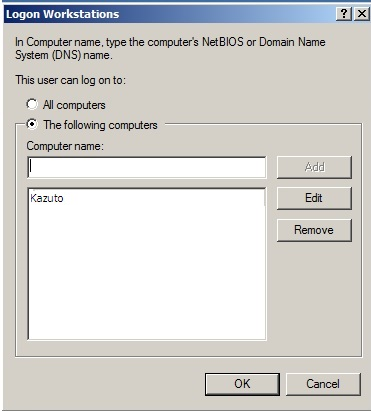 Logon Workstations
In Computer name, type the computer's NetBIOS or Domain Name
System (DNS) name.
This user can log on to:
All computers
The following computers
Computer name:
Add
Kazuto
Edit
Remove
OK
Cancel